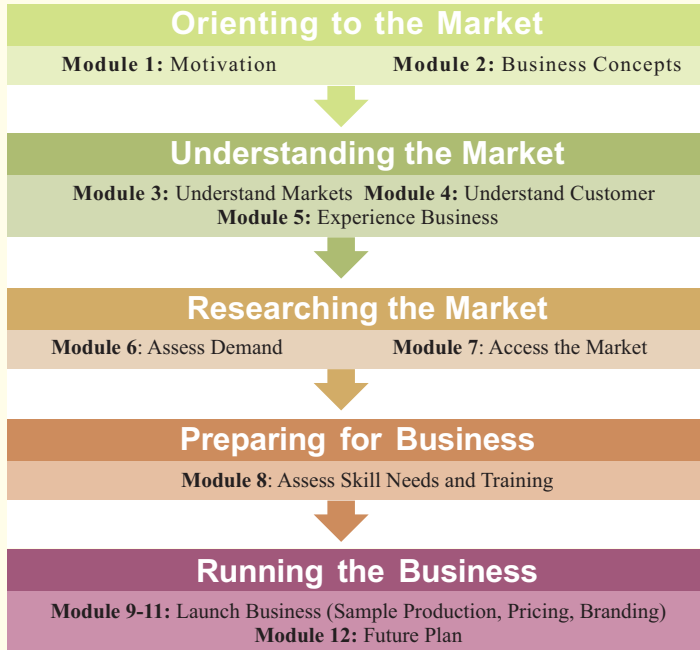 Orienting to the Market
Module 1: Motivation Module 2: Business Concepts
Understanding the Market
Module 3: Understand Markets Module 4: Understand Customer
Module 5: Experience Business
Researching the Market
Module 6: Assess Demand Module 7: Access the Market
Preparing for Business
Module 8: Assess Skill Needs and Training
Running the Business
Module 9-11: Launch Business (Sample Production, Pricing, Branding)
Module 12: Future Plan